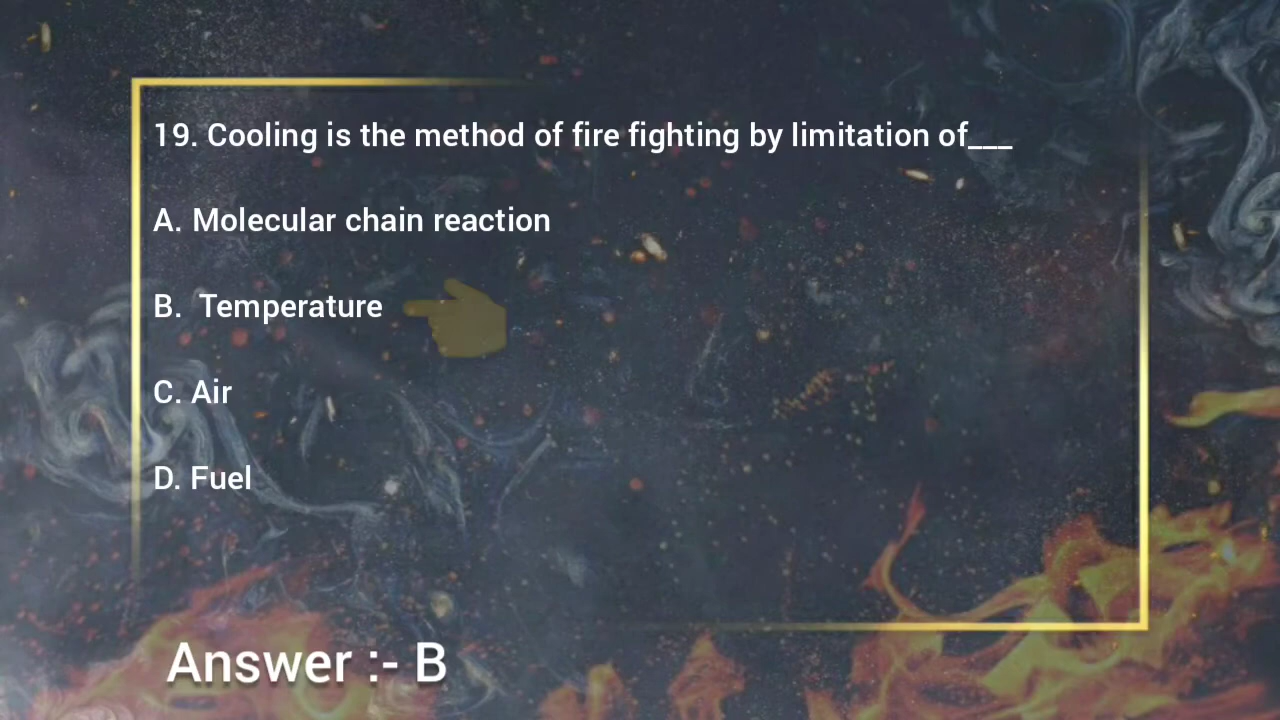 19. Cooling is the method of fire fighting by limitation of___
A. Molecular chain reaction
B. Temperature
C. Air
D. Fuel
Answer :- B